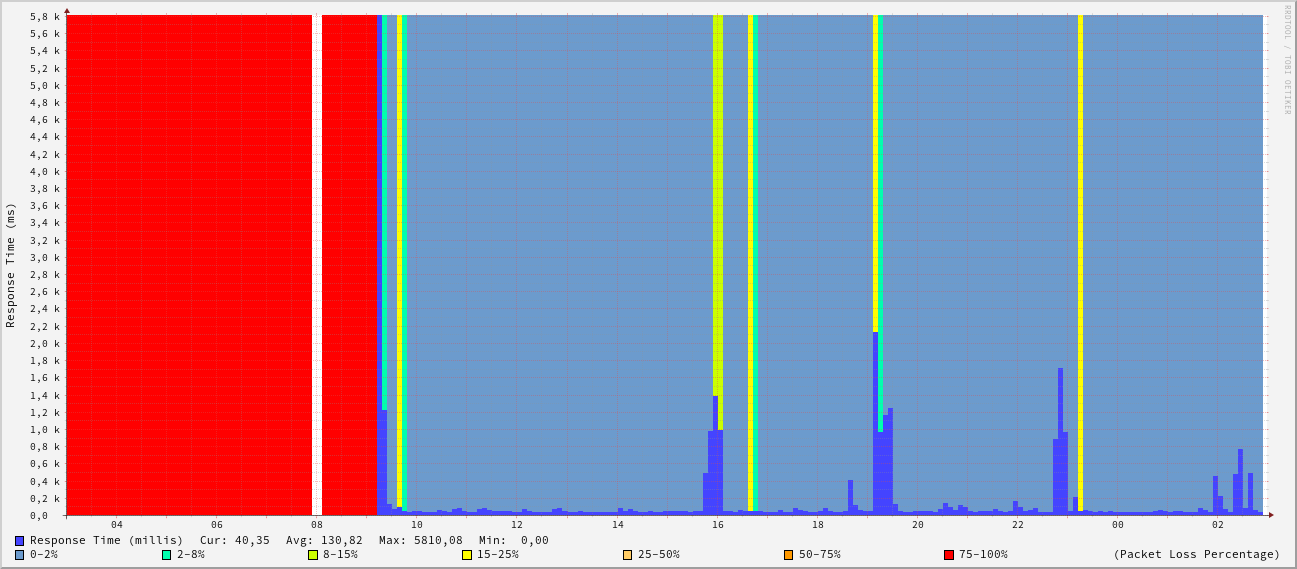 5,8 k
5,6 k
5,4 k
5,2 k
5,0 k
4,8 k
4,6 k
4,4 k
4,2 k
4,0 k
3,8 k
3,6 k
3,4 k
3,2 k
3,0 k
2,8 k
2,6 k
2,4 k
2,2 k
2,0 k
1,8 k
1,6 k
1,4 k
1,2 k
1,0 k
0,8 k
0,6 k
0,4 k
0,2 k
0,0
Response Time (ms)
RRDTOOL / TOBI OETIKER
04 06 08 10 12 14 16 18 20 22 00 02
Response Time (millis) Cur: 40,35 Avg: 130,82 Max: 5810,08 Min: 0,00
0-2% 2-8% 8-15% 15-25% 25-50% 50-75% 75-100% (Packet Loss Percentage)